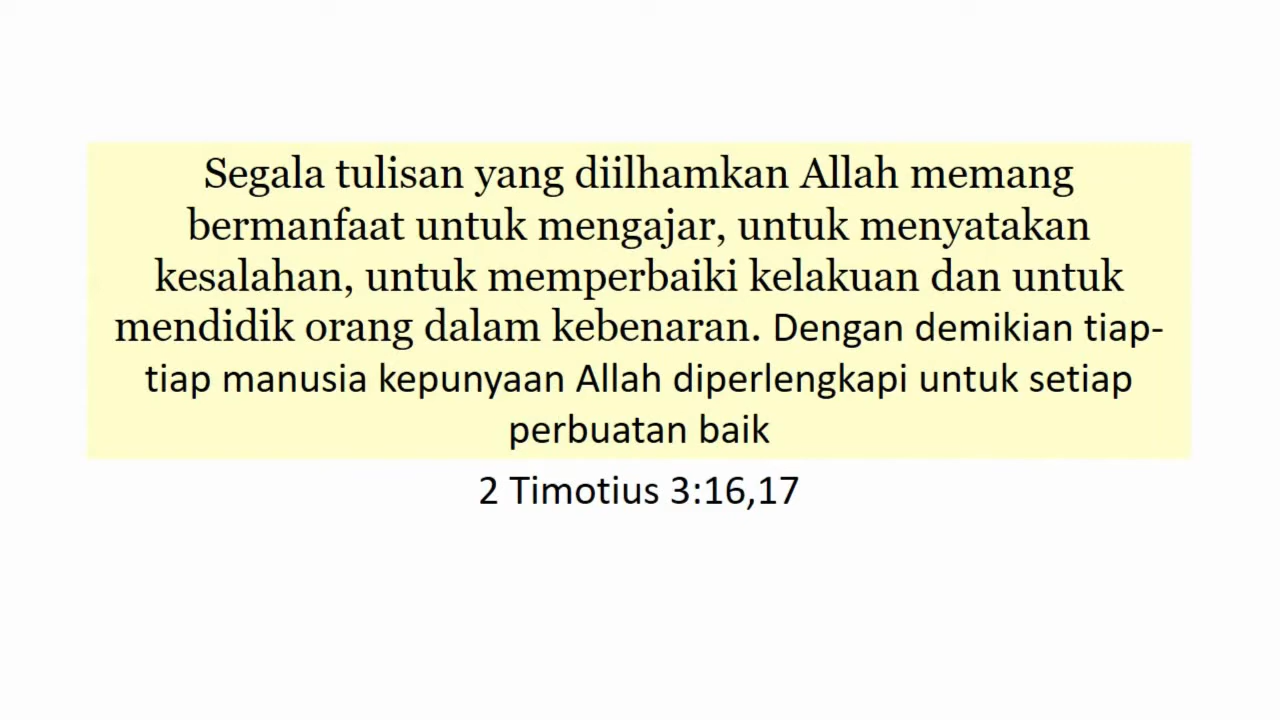 Segala tulisan yang diilhamkan Allah memang
bermanfaat untuk mengajar, untuk menyatakan
kesalahan, untuk memperbaiki kelakuan dan untuk
mendidik orang dalam kebenaran. Dengan demikian tiap-
tiap manusia kepunyaan Allah diperlengkapi untuk setiap
perbuatan baik
2 Timotius 3:16,17